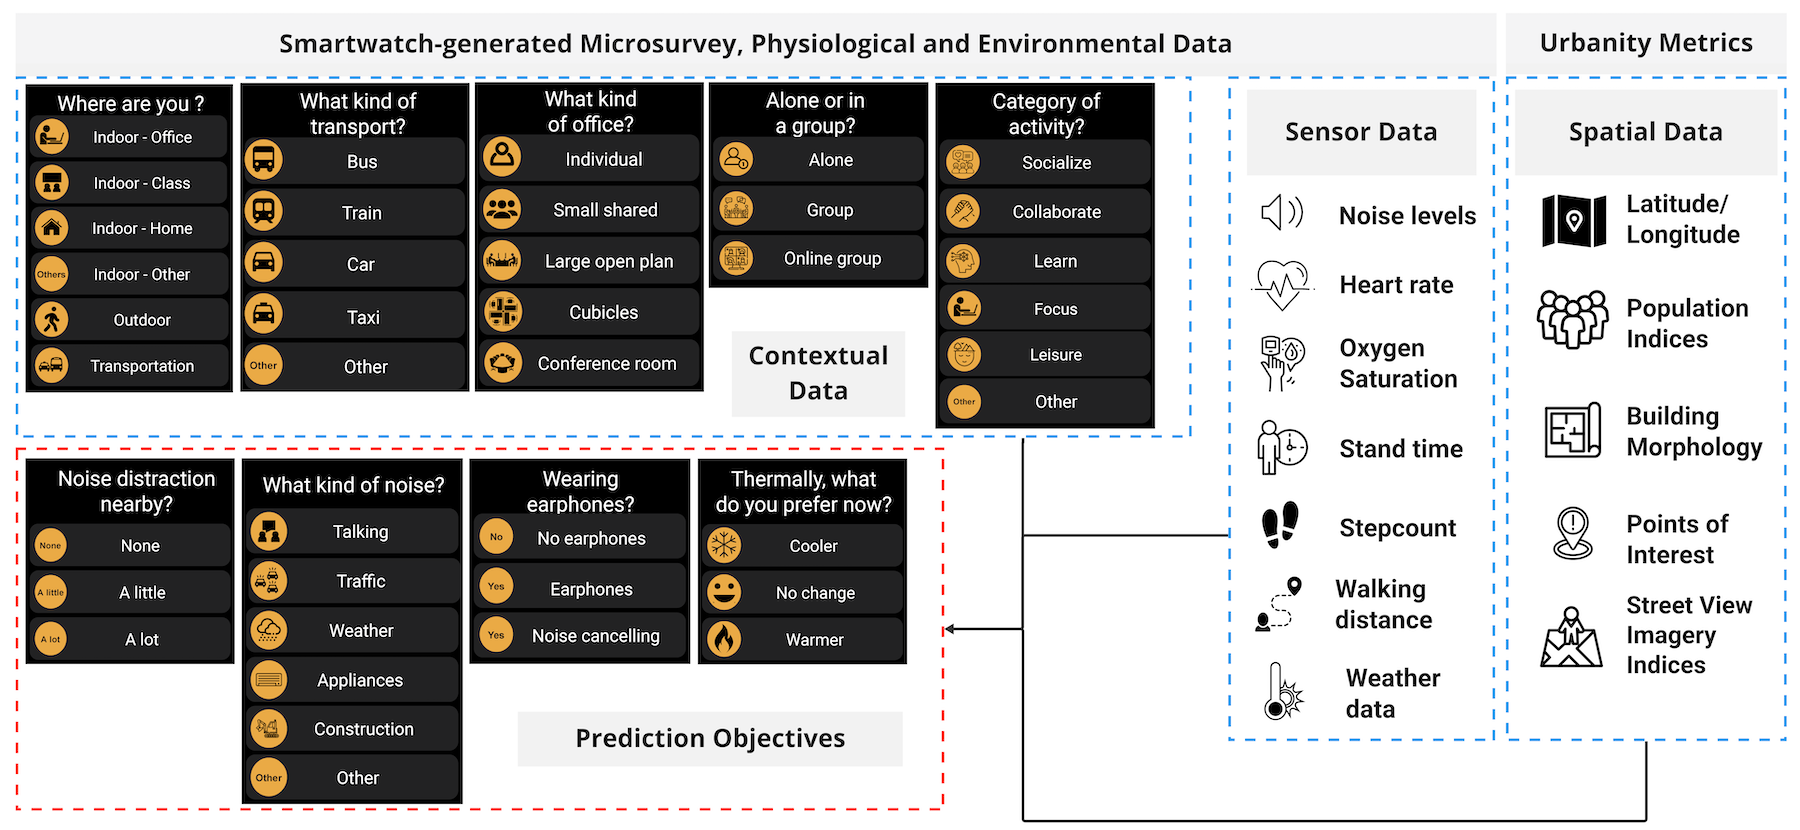 Smartwatch-generated Microsurvey, Physiological and Environmental Data
Urbanity Metrics
Where are you ?
Indoor - Office
Indoor - Class
Indoor - Home
Others
Indoor - Other
Outdoor
Transportation
What kind of
transport?
Bus
Train
Car
Taxi
Other
Other
What kind
of office?
Individual
Small shared
Large open plan
Cubicles
Conference room
Alone or in
a group?
Alone
Group
Online group
Contextual
Data
Category of
activity?
Socialize
Collaborate
Learn
Focus
Leisure
Other
Other
Noise distraction
nearby?
None
None
A little
A little
A lot
A lot
What kind of noise?
Talking
Traffic
Weather
Appliances
Construction
Other
Other
Wearing
earphones?
No
No earphones
Yes
Earphones
Yes
Noise cancelling
Thermally, what
do you prefer now?
Cooler
No change
Warmer
Prediction Objectives
Sensor Data
Noise levels
Heart rate
Oxygen
Saturation
Stand time
Stepcount
Walking
distance
Weather
data
Spatial Data
Latitude/
Longitude
Population
Indices
Building
Morphology
Points of
Interest
Street View
Imagery
Indices